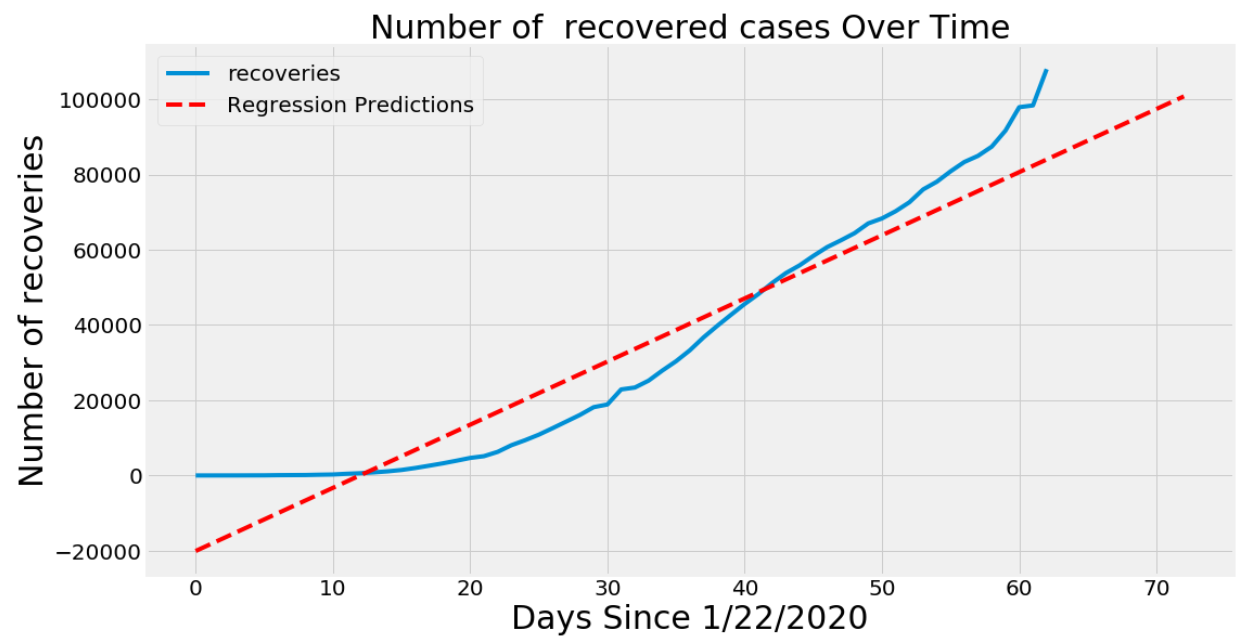 Number of  recovered cases Over Time
recoveries
Regression Predictions
Number of recoveries
100000
80000
60000
40000
20000
0
−20000
0 10 20 30 40 50 60 70
Days Since 1/22/2020